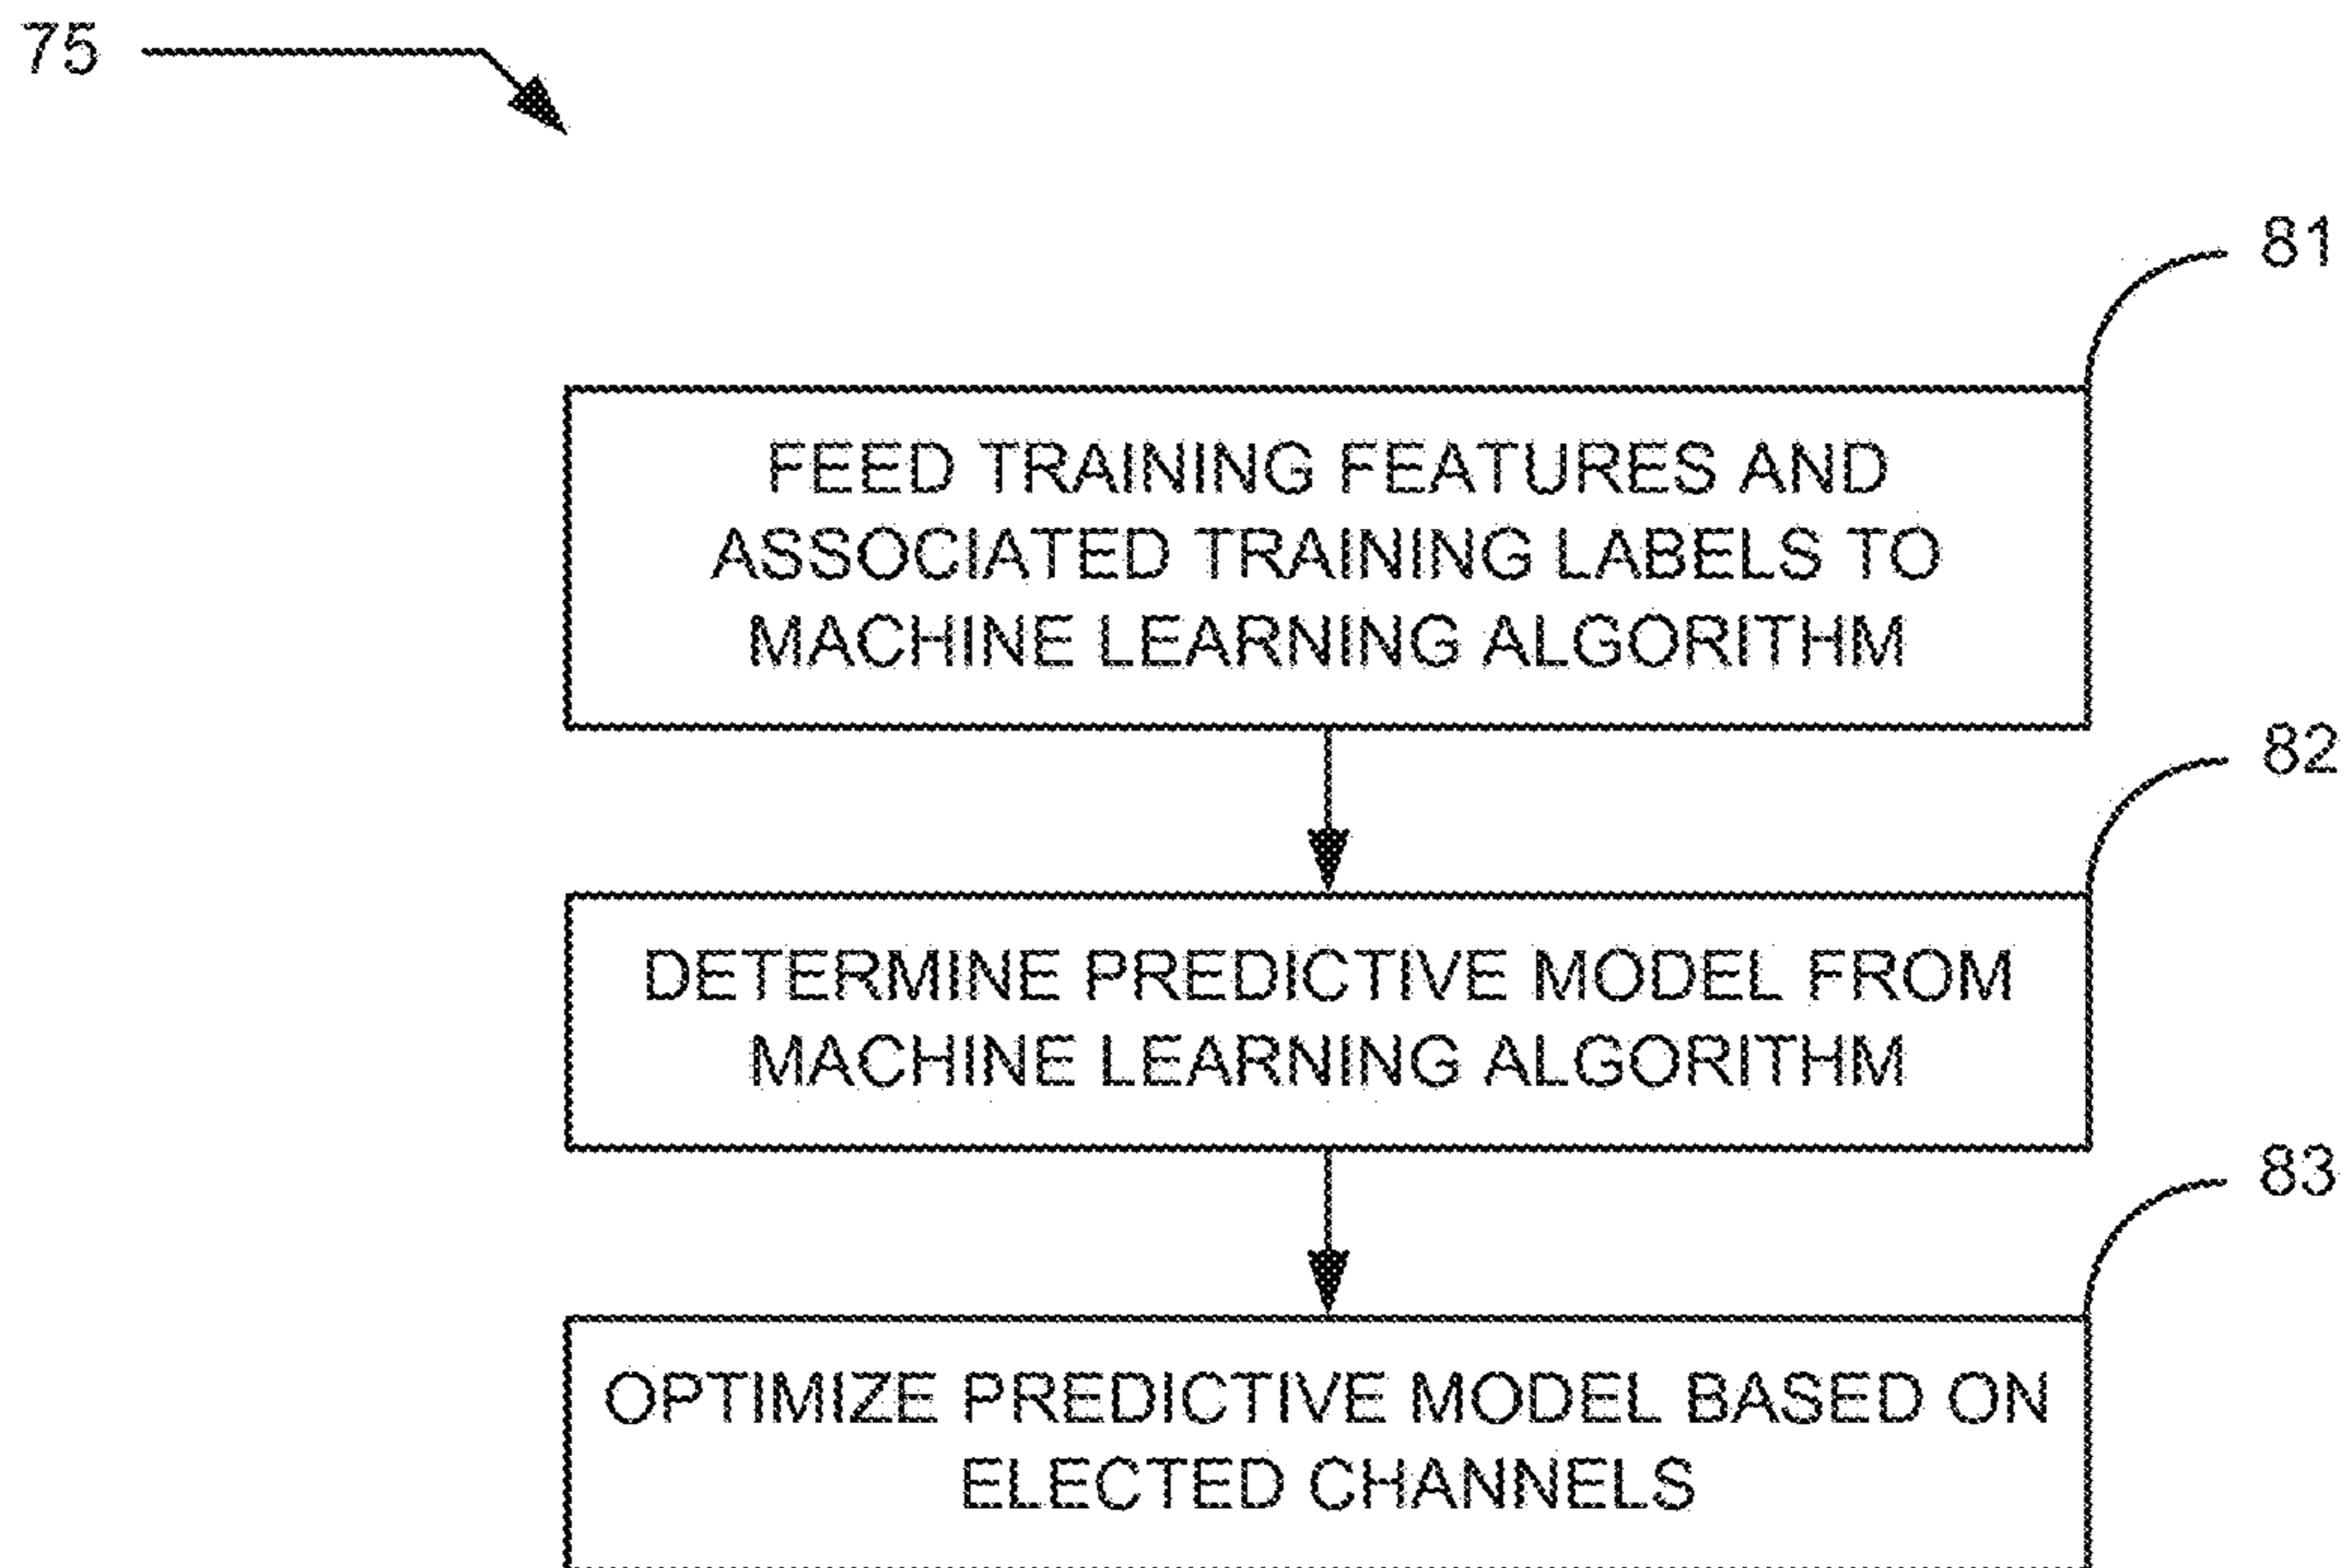 75
81
FEED TRAINING FEATURES AND
ASSOCIATED TRAINING LABELS TO
MACHINE LEARNING ALGORITHM
82
DETERMINE PREDICTIVE MODEL FROM
MACHINE LEARNING ALGORITHM
83
OPTIMIZE PREDICTIVE MODEL BASED ON
ELECTED CHANNELS